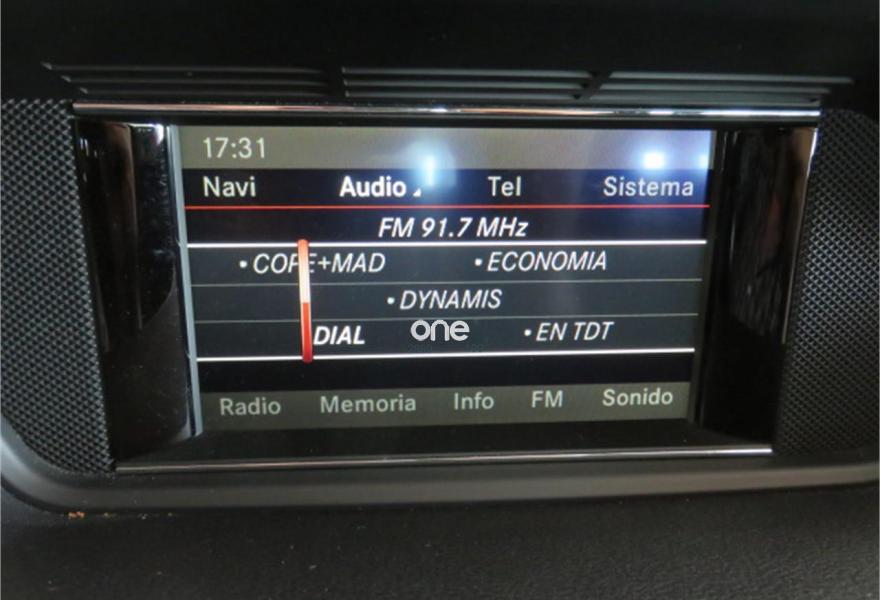 17:31
Navi Audio Tel Sistema
FM 91.7 MHz
• COPE+MAD • ECONOMIA
• DYNAMIS
DIAL one • EN TDT
Radio Memoria Info FM Sonido